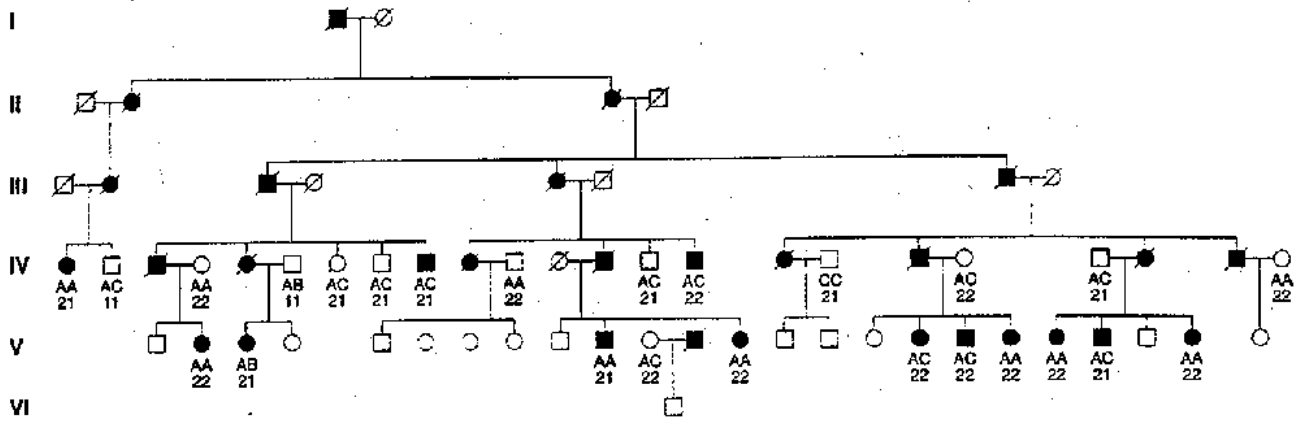 I
II
III
IV
AA AC AA AB AC AC AC AA AC AC CC AC AC AA
21 11 22 11 21 21 21 22 21 22 21 22 21 22
V
AA AB AA AC AA AC AC AA AA AC AA
22 21 21 22 22 22 22 22 22 21 22
VI